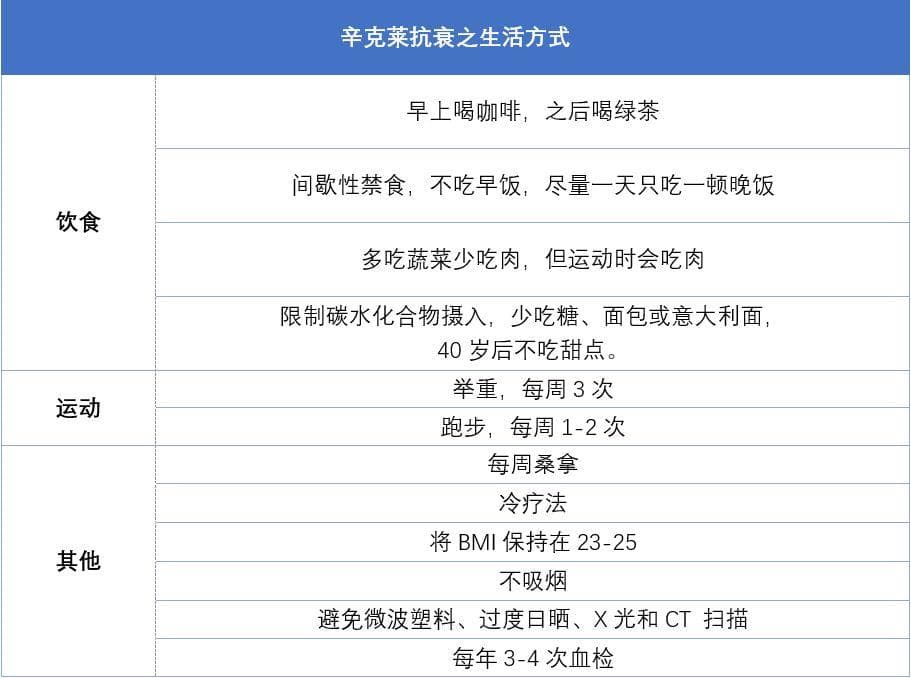 辛克莱抗衰之生活方式
饮食
早上喝咖啡，之后喝绿茶
间歇性禁食，不吃早饭，尽量一天只吃一顿晚饭
多吃蔬菜少吃肉，但运动时会吃肉
限制碳水化合物摄入，少吃糖、面包或意大利面，
40 岁后不吃甜点。
运动
举重，每周 3 次
跑步，每周 1-2 次
其他
每周桑拿
冷疗法
将 BMI 保持在 23-25
不吸烟
避免微波塑料、过度日晒、X 光和 CT 扫描
每年 3-4 次血检